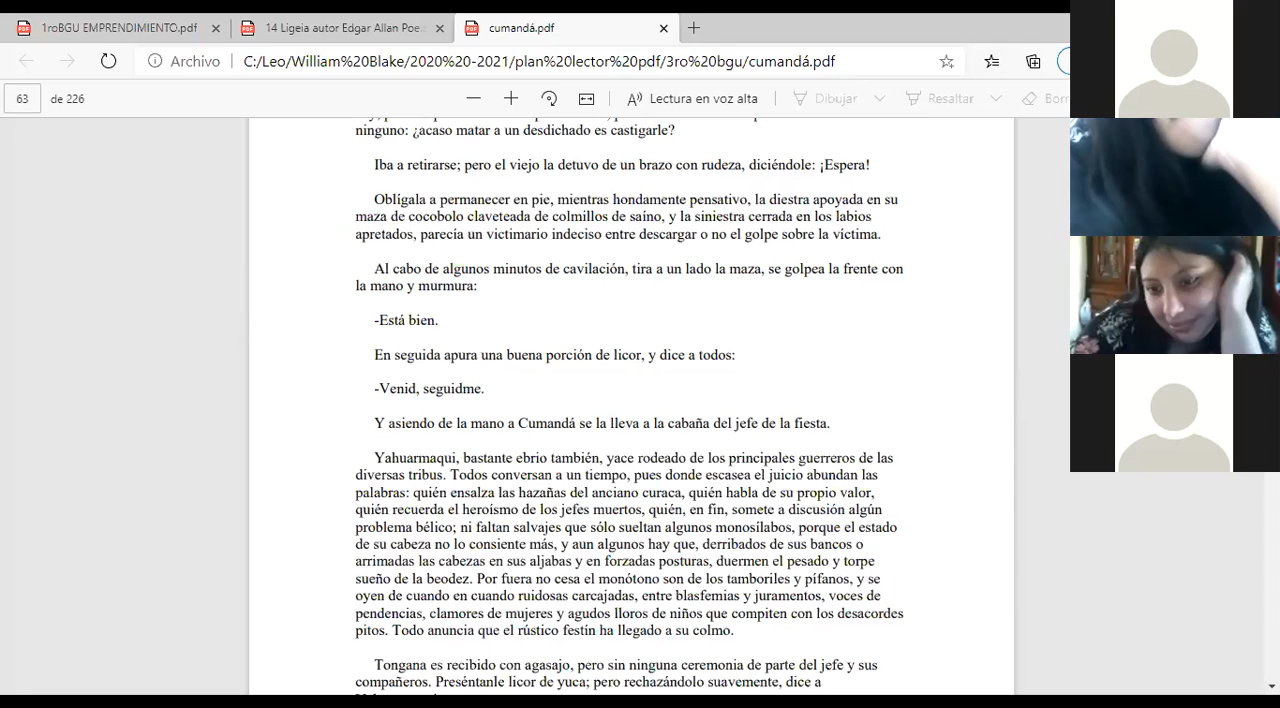 1roBGU EMPRENDIMIENTO.pdf
14 Ligeia autor Edgar Allan Poe.
cumandá.pdf
Archivo
C:/Leo/William%20Blake/2020%20-2021/plan%20lector%20pdf/3ro%20bgu/cumandá.pdf
63 de 226
Lectura en voz alta
Dibujar
Resaltar
ninguno: ¿acaso matar a un desdichado es castigarle?
Iba a retirarse; pero el viejo la detuvo de un brazo con rudeza, diciéndole: ¡Espera!
Oblígala a permanecer en pie, mientras hondamente pensativo, la diestra apoyada en su
maza de cocobolo claveteada de colmillos de saíno, y la siniestra cerrada en los labios
apretados, parecía un victimario indeciso entre descargar o no el golpe sobre la víctima.
Al cabo de algunos minutos de cavilación, tira a un lado la maza, se golpea la frente con
la mano y murmura:
-Está bien.
En seguida apura una buena porción de licor, y dice a todos:
-Venid, seguidme.
Y asiendo de la mano a Cumandá se la lleva a la cabaña del jefe de la fiesta.
Yahuarmaqui, bastante ebrio también, yace rodeado de los principales guerreros de las
diversas tribus. Todos conversan a un tiempo, pues donde escasea el juicio abundan las
palabras: quién ensalza las hazañas del anciano curaca, quién habla de su propio valor,
quién recuerda el heroísmo de los jefes muertos, quién, en fin, somete a discusión algún
problema bélico; ni faltan salvajes que sólo sueltan algunos monosílabos, porque el estado
de su cabeza no lo consiente más, y aun algunos hay que, derribados de sus bancos o
arrimadas las cabezas en sus aljabas y en forzadas posturas, duermen el pesado y torpe
sueño de la beodez. Por fuera no cesa el monótono son de los tamboriles y pífanos, y se
oyen de cuando en cuando ruidosas carcajadas, entre blasfemias y juramentos, voces de
pendencias, clamores de mujeres y agudos lloros de niños que compiten con los desacordes
pitos. Todo anuncia que el rústico festín ha llegado a su colmo.
Tongana es recibido con agasajo, pero sin ninguna ceremonia de parte del jefe y sus
compañeros. Preséntanle licor de yuca; pero rechazándolo suavemente, dice a